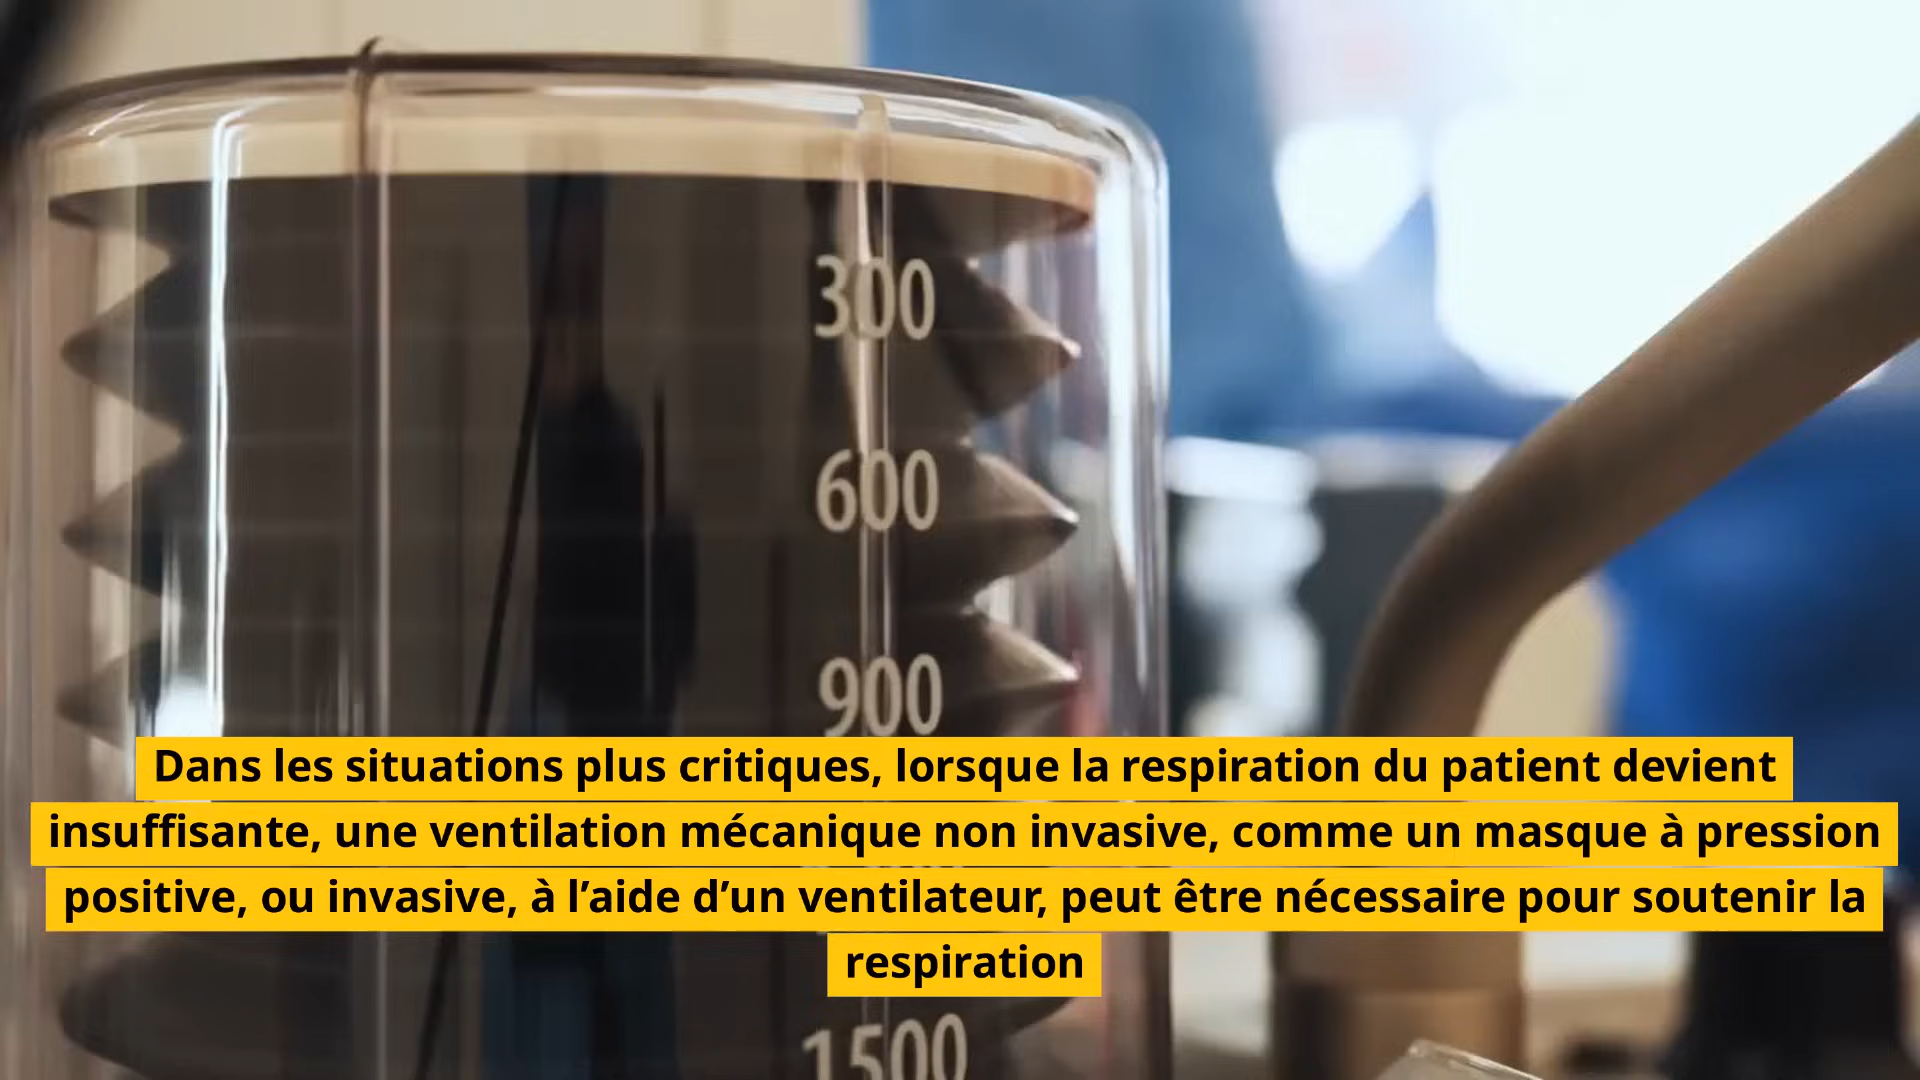 300
600
900
Dans les situations plus critiques, lorsque la respiration du patient devient
insuffisante, une ventilation mécanique non invasive, comme un masque à pression
positive, ou invasive, à l’aide d’un ventilateur, peut être nécessaire pour soutenir la
respiration
1500